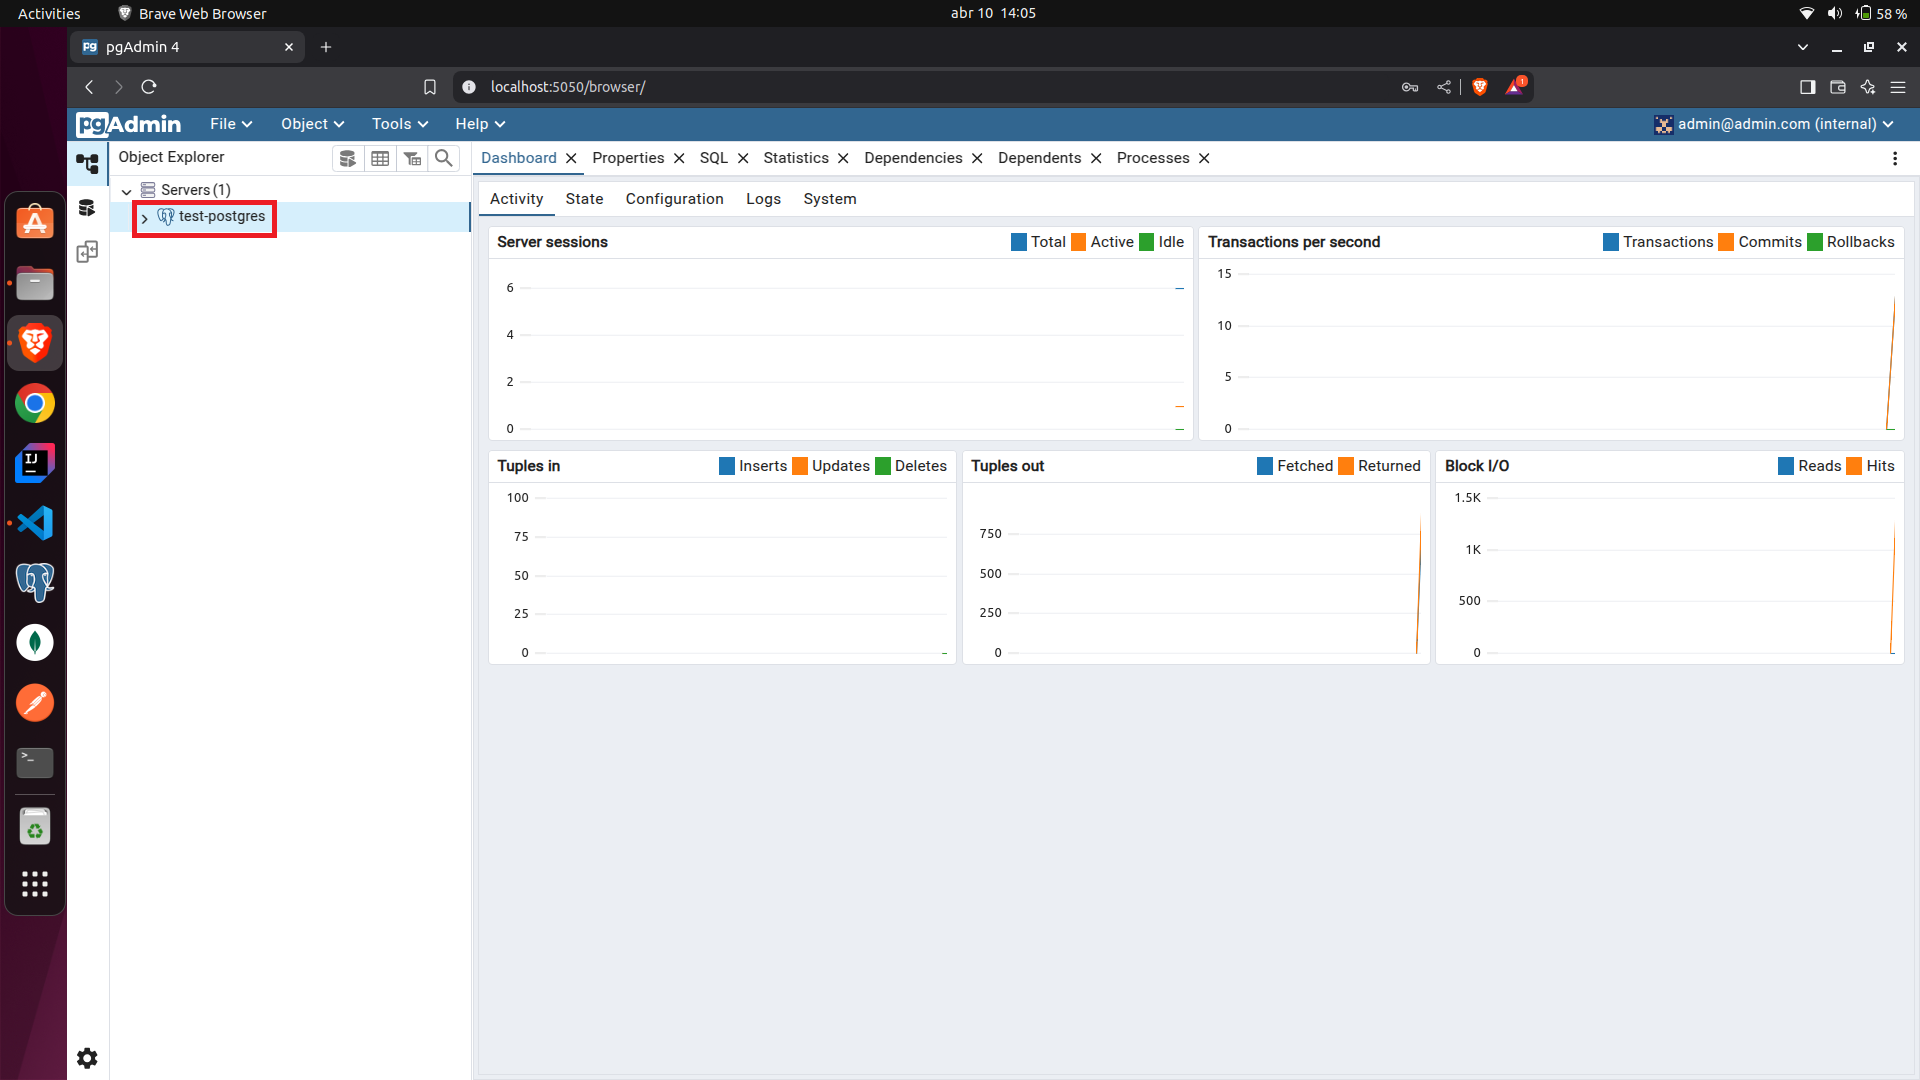 Activities Brave Web Browser abr 10 14:05 58 %
pgAdmin 4
localhost:5050/browser/ 1
pgAdmin File Object Tools Help admin@admin.com (internal)
Object Explorer
Servers (1)
test-postgres
Dashboard Properties SQL Statistics Dependencies Dependents Processes
Activity State Configuration Logs System
Server sessions Total Active Idle
6
4
2
0
Transactions per second Transactions Commits Rollbacks
15
10
5
0
Tuples in Inserts Updates Deletes
100
75
50
25
0
Tuples out Fetched Returned
750
500
250
0
Block I/O Reads Hits
1.5K
1K
500
0
IJ
>_